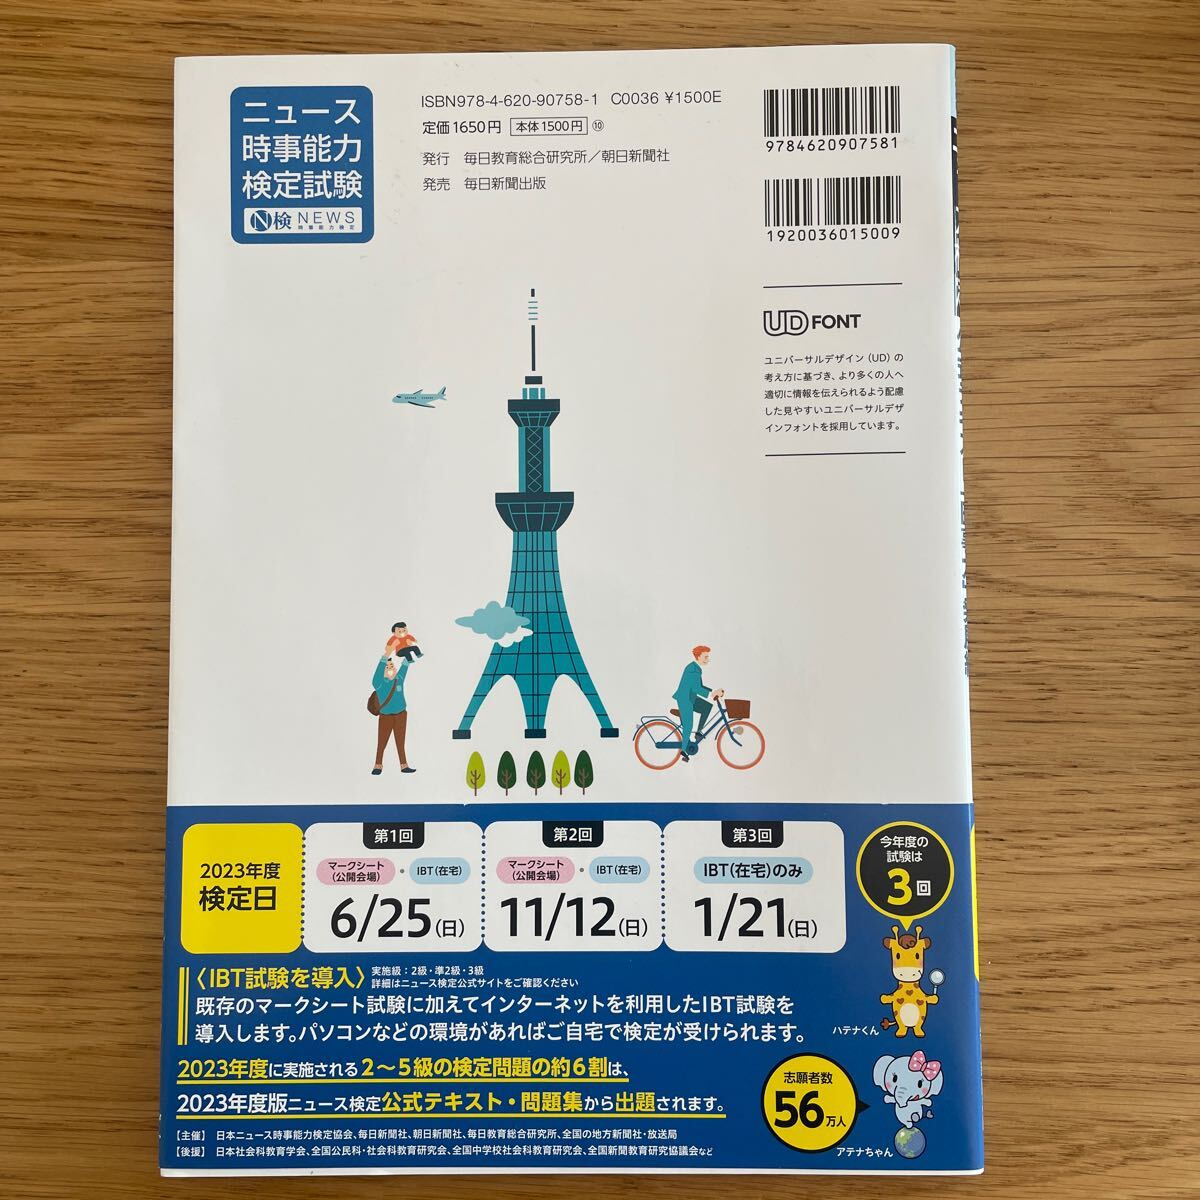 ニュース
時事能力
検定試験
N検 NEWS
時事能力検定
ISBN978-4-620-90758-1 C0036 ¥1500E
定価1650円 本体1500円 ⑩
発行 毎日教育総合研究所/朝日新聞社
発売 毎日新聞出版
9784620907581
1920036015009
UD FONT
ユニバーサルデザイン(UD)の
考え方に基づき、より多くの人へ
適切に情報を伝えられるよう配慮
した見やすいユニバーサルデザ
インフォントを採用しています。
2023年度
検定日
第1回
マークシート
(公開会場)
・
IBT(在宅)
6/25(日)
第2回
マークシート
(公開会場)
・
IBT(在宅)
11/12(日)
第3回
IBT(在宅)のみ
1/21(日)
今年度の
試験は
3回
〈IBT試験を導入〉
実施級:2級・準2級・3級
詳細はニュース検定公式サイトをご確認ください
既存のマークシート試験に加えてインターネットを利用したIBT試験を
導入します。パソコンなどの環境があればご自宅で検定が受けられます。
ハテナくん
2023年度に実施される2〜5級の検定問題の約6割は、
2023年度版ニュース検定公式テキスト・問題集から出題されます。
志願者数
56万人
アテナちゃん
【主催】 日本ニュース時事能力検定協会、毎日新聞社、朝日新聞社、毎日教育総合研究所、全国の地方新聞社・放送局
【後援】 日本社会科教育学会、全国公民科・社会科教育研究会、全国中学校社会科教育研究会、全国新聞教育研究協議会など